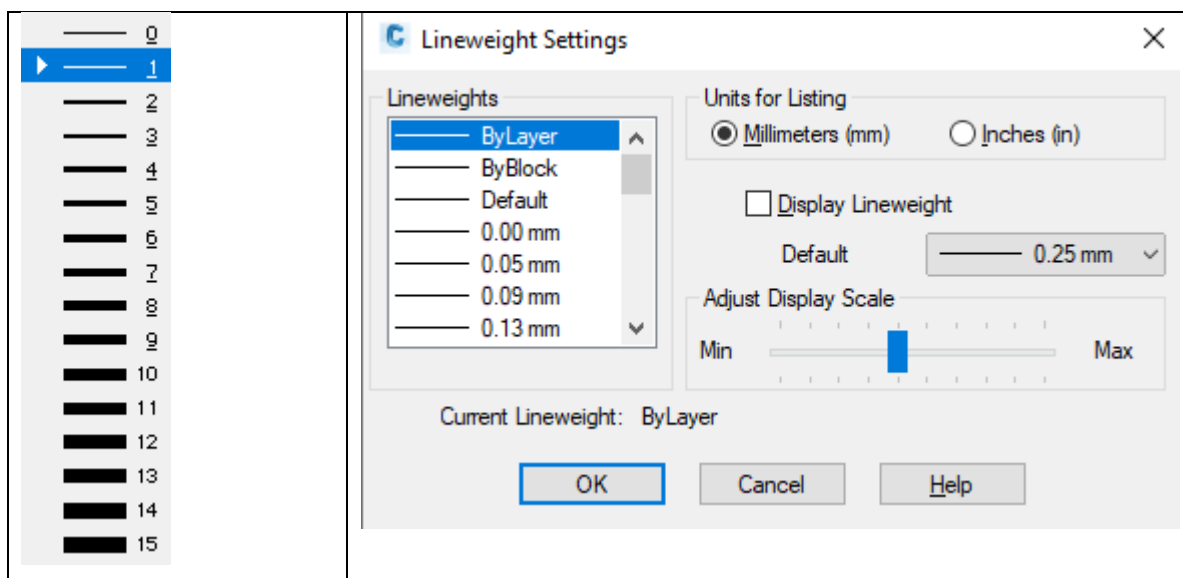 0
1
2
3
4
5
6
7
8
9
10
11
12
13
14
15
Lineweight Settings
Lineweights
ByLayer
ByBlock
Default
0.00 mm
0.05 mm
0.09 mm
0.13 mm
Units for Listing
Millimeters (mm) Inches (in)
Display Lineweight
Default 0.25 mm
Adjust Display Scale
Min Max
Current Lineweight: ByLayer
OK Cancel Help